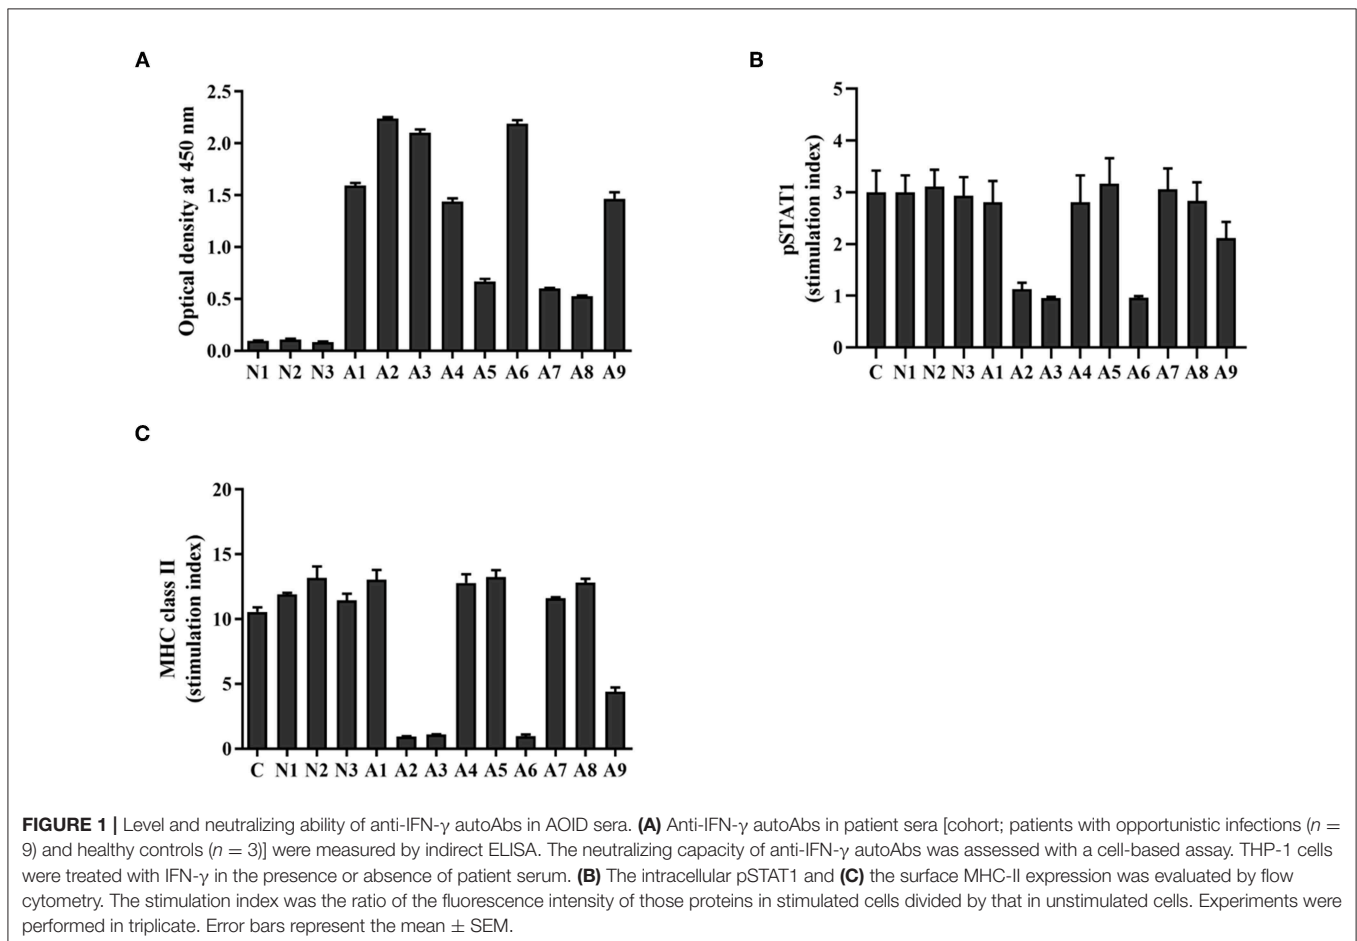 A
Optical density at 450 nm
2.5
2.0
1.5
1.0
0.5
0.0
N1 N2 N3 A1 A2 A3 A4 A5 A6 A7 A8 A9
B
pSTAT1
(stimulation index)
5
4
3
2
1
0
C N1 N2 N3 A1 A2 A3 A4 A5 A6 A7 A8 A9
C
MHC class II
(stimulation index)
20
15
10
5
0
C N1 N2 N3 A1 A2 A3 A4 A5 A6 A7 A8 A9
FIGURE 1 | Level and neutralizing ability of anti-IFN-γ autoAbs in AOID sera. (A) Anti-IFN-γ autoAbs in patient sera [cohort; patients with opportunistic infections (n =
9) and healthy controls (n = 3)] were measured by indirect ELISA. The neutralizing capacity of anti-IFN-γ autoAbs was assessed with a cell-based assay. THP-1 cells
were treated with IFN-γ in the presence or absence of patient serum. (B) The intracellular pSTAT1 and (C) the surface MHC-II expression was evaluated by flow
cytometry. The stimulation index was the ratio of the fluorescence intensity of those proteins in stimulated cells divided by that in unstimulated cells. Experiments were
performed in triplicate. Error bars represent the mean ± SEM.